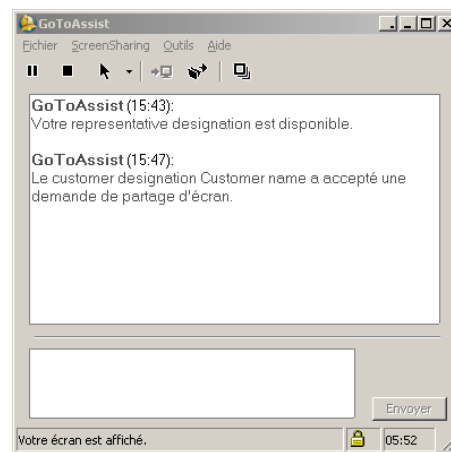 GoToAssist
Fichier ScreenSharing Outils Aide
GoToAssist (15:43):
Votre representative designation est disponible.
GoToAssist (15:47):
Le customer designation Customer name a accepté une
demande de partage d'écran.
Envoyer
Votre écran est affiché. 05:52